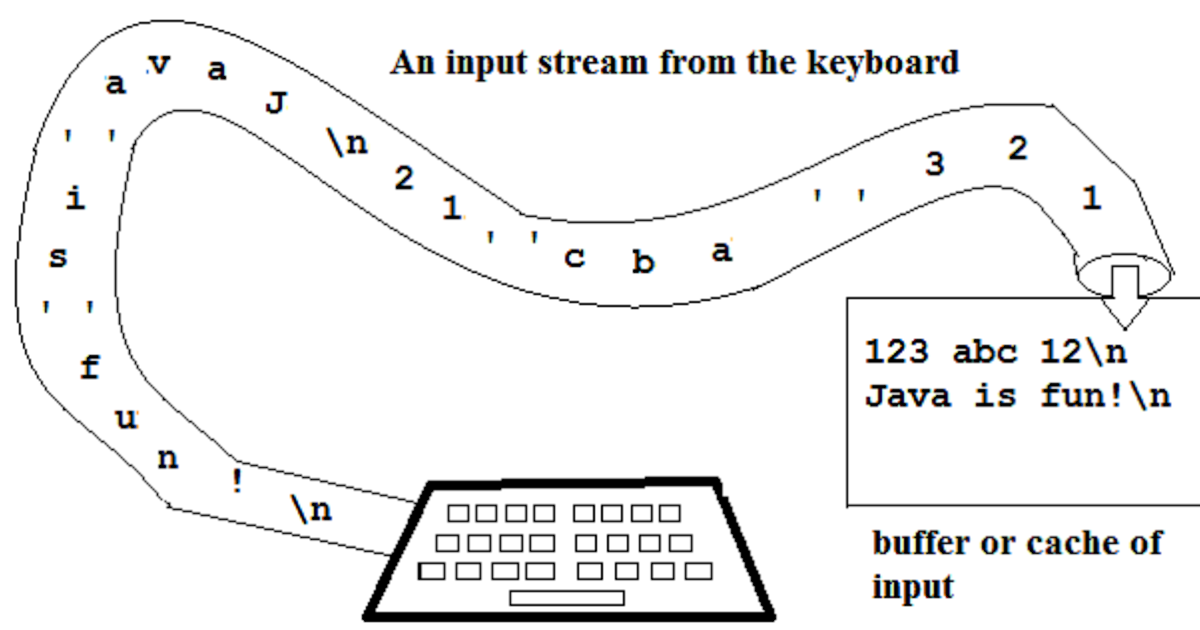 An input stream from the keyboard
a v a J \n 2 1 ' ' c b a ' ' 3 2 1
' '
i
s
' '
f
u
n
!
\n
123 abc 12\n
Java is fun!\n
buffer or cache of
input